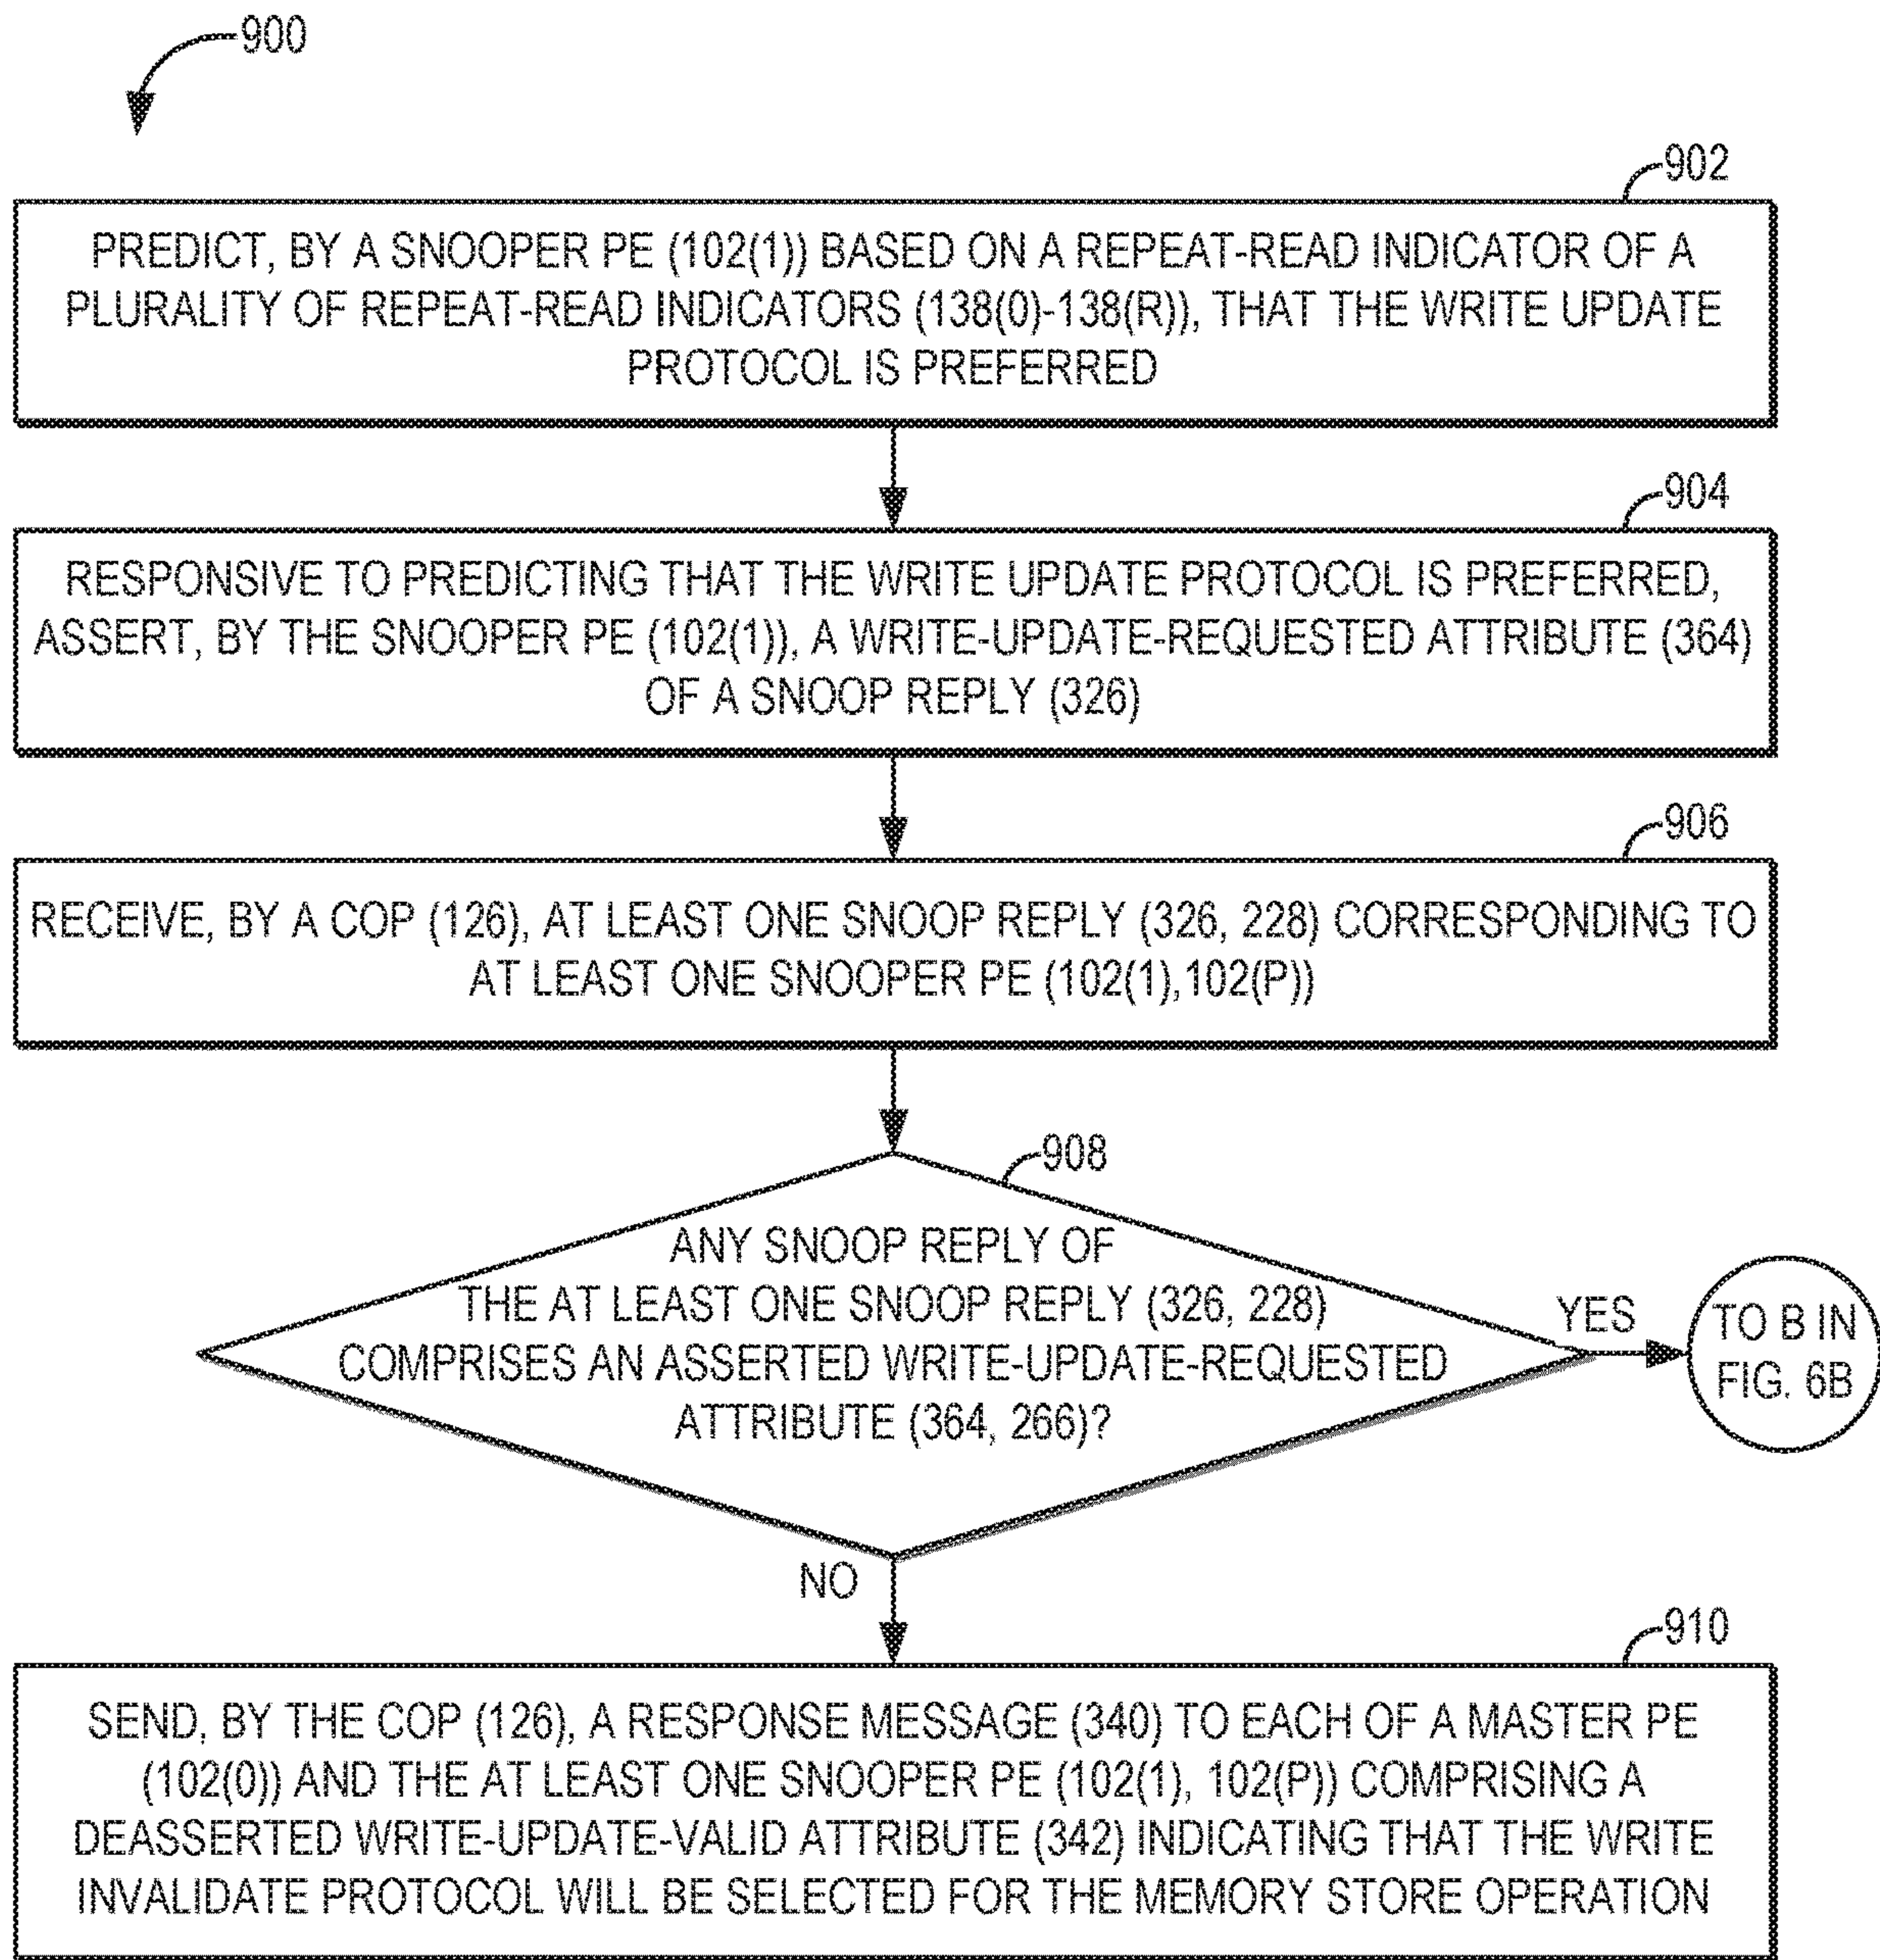 900
902
PREDICT, BY A SNOOPER PE (102(1)) BASED ON A REPEAT-READ INDICATOR OF A
PLURALITY OF REPEAT-READ INDICATORS (138(0)-138(R)), THAT THE WRITE UPDATE
PROTOCOL IS PREFERRED
904
RESPONSIVE TO PREDICTING THAT THE WRITE UPDATE PROTOCOL IS PREFERRED,
ASSERT, BY THE SNOOPER PE (102(1)), A WRITE-UPDATE-REQUESTED ATTRIBUTE (364)
OF A SNOOP REPLY (326)
906
RECEIVE, BY A COP (126), AT LEAST ONE SNOOP REPLY (326, 228) CORRESPONDING TO
AT LEAST ONE SNOOPER PE (102(1),102(P))
908
ANY SNOOP REPLY OF
THE AT LEAST ONE SNOOP REPLY (326, 228)
COMPRISES AN ASSERTED WRITE-UPDATE-REQUESTED
ATTRIBUTE (364, 266)?
YES
TO B IN
FIG. 6B
NO
910
SEND, BY THE COP (126), A RESPONSE MESSAGE (340) TO EACH OF A MASTER PE
(102(0)) AND THE AT LEAST ONE SNOOPER PE (102(1), 102(P)) COMPRISING A
DEASSERTED WRITE-UPDATE-VALID ATTRIBUTE (342) INDICATING THAT THE WRITE
INVALIDATE PROTOCOL WILL BE SELECTED FOR THE MEMORY STORE OPERATION